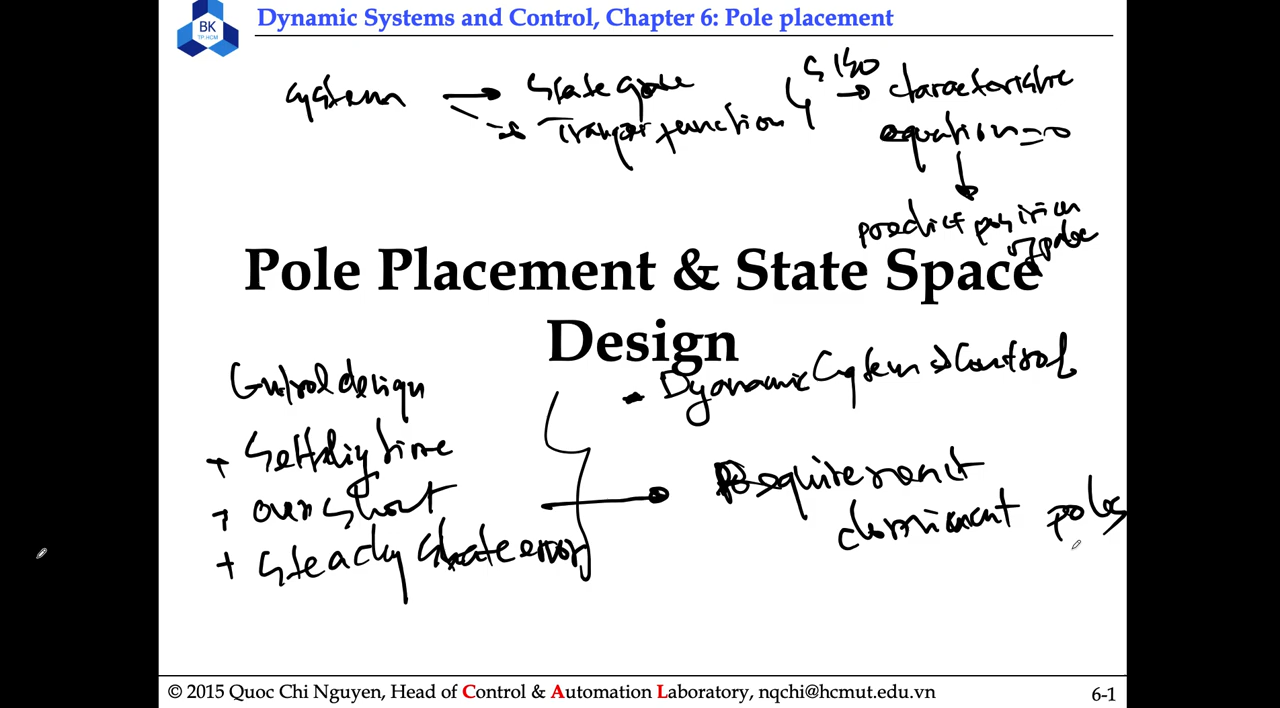 BK
TP.HCM
Dynamic Systems and Control, Chapter 6: Pole placement
SISO
system → State space → characteristic
Transfer function equation = 0
predict position
of pole
Pole Placement & State Space
Design
Control design
- Dynamic System & Control
+ Settling time
Requirement
+ overshoot
dominant poles
+ Steady state error
© 2015 Quoc Chi Nguyen, Head of Control & Automation Laboratory, nqchi@hcmut.edu.vn
6-1